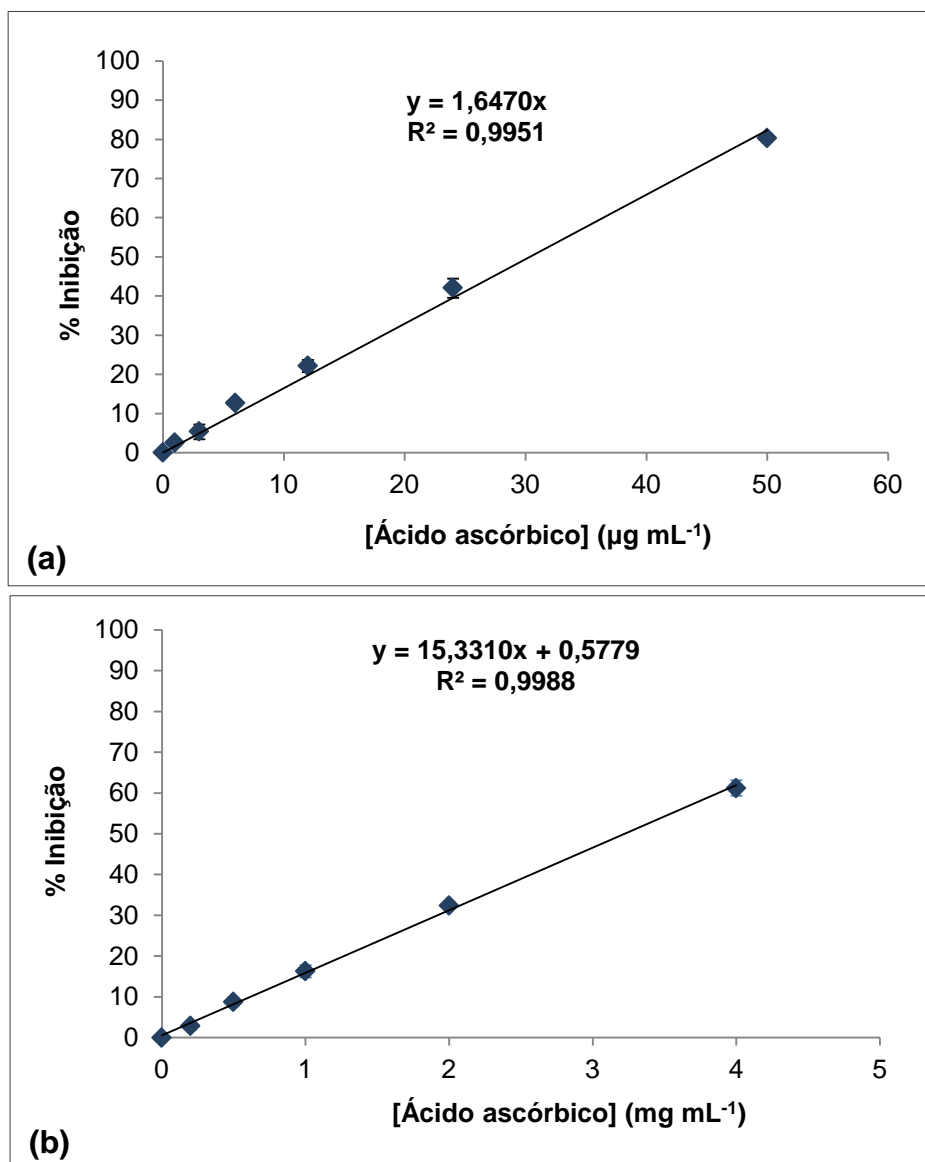 100
90
80
70
60
50
40
30
20
10
0
% Inibição
y = 1,6470x
R² = 0,9951
0 10 20 30 40 50 60
[Ácido ascórbico] (µg mL⁻¹)
(a)
100
90
80
70
60
50
40
30
20
10
0
% Inibição
y = 15,3310x + 0,5779
R² = 0,9988
0 1 2 3 4 5
[Ácido ascórbico] (mg mL⁻¹)
(b)